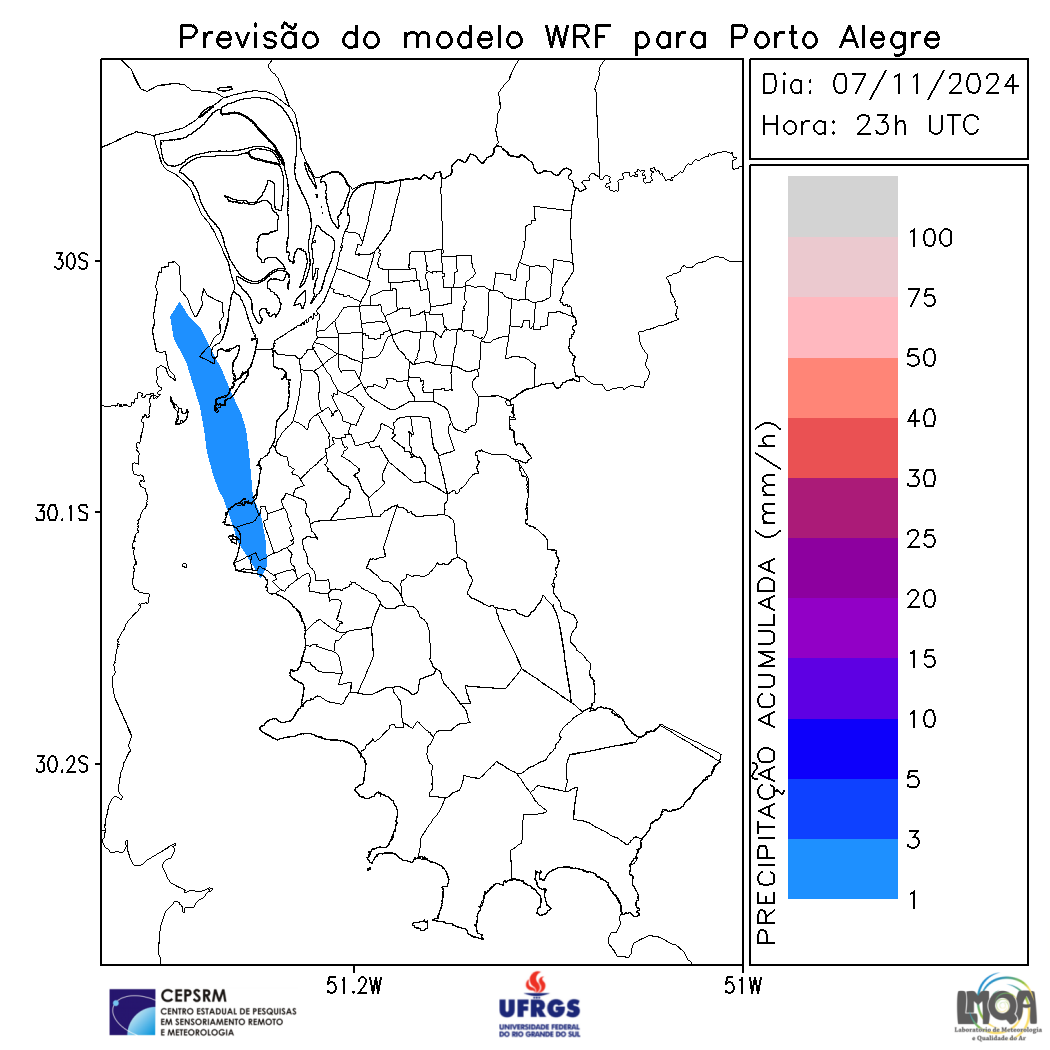 Previsão do modelo WRF para Porto Alegre
Dia: 07/11/2024
Hora: 23h UTC
30S
30.1S
30.2S
51.2W
51W
PRECIPITAÇÃO ACUMULADA (mm/h)
100
75
50
40
30
25
20
15
10
5
3
1
CEPSRM
CENTRO ESTADUAL DE PESQUISAS
EM SENSORIAMENTO REMOTO
E METEOROLOGIA
UFRGS
UNIVERSIDADE FEDERAL
DO RIO GRANDE DO SUL
LMQA
Laboratório de Meteorologia
e Qualidade do Ar